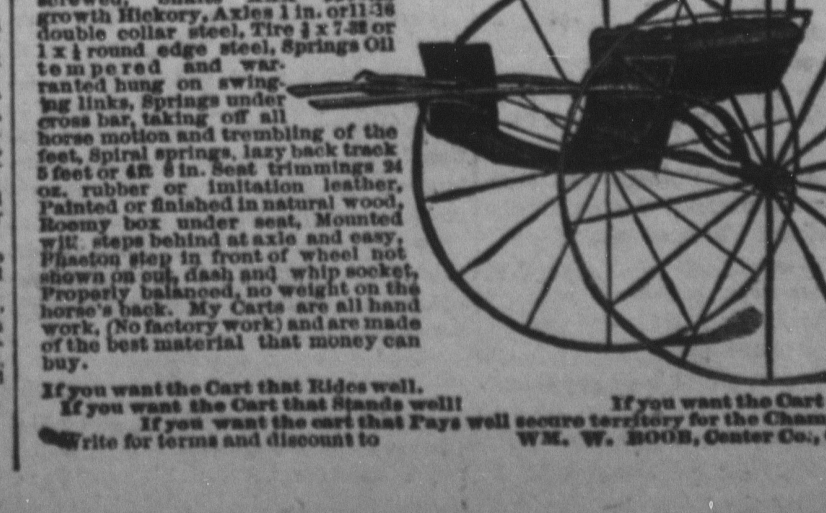 growth Hickory, Axles 1 in. or 11-16
double collar steel, Tire x 7-32 or
round edge steel, Springs Oil
tempered and war-
ranted hung on swing-
ing links, Springs under
cross bar, taking off all
horse motion and trembling of the
feet, Spiral springs, lazy back track
5 feet or 4ft 8 in. Seat trimmings 24
oz. rubber or imitation leather,
Painted or finished in natural wood,
Roomy box under seat, Mounted
with steps behind at axle and easy,
Phaeton step in front of wheel not
shown on cut, dash and whip socket,
Properly balanced, no weight on the
horse's back. My Carts are all hand
work, (No factory work) and are made
of the best material that money can
buy.
If you want the Cart that Rides well.
If you want the Cart that Stands well! If you want the Cart
If you want the cart that Pays well secure territory for the Cham
Write for terms and discount to WM. W. BOOB, Center Co.,